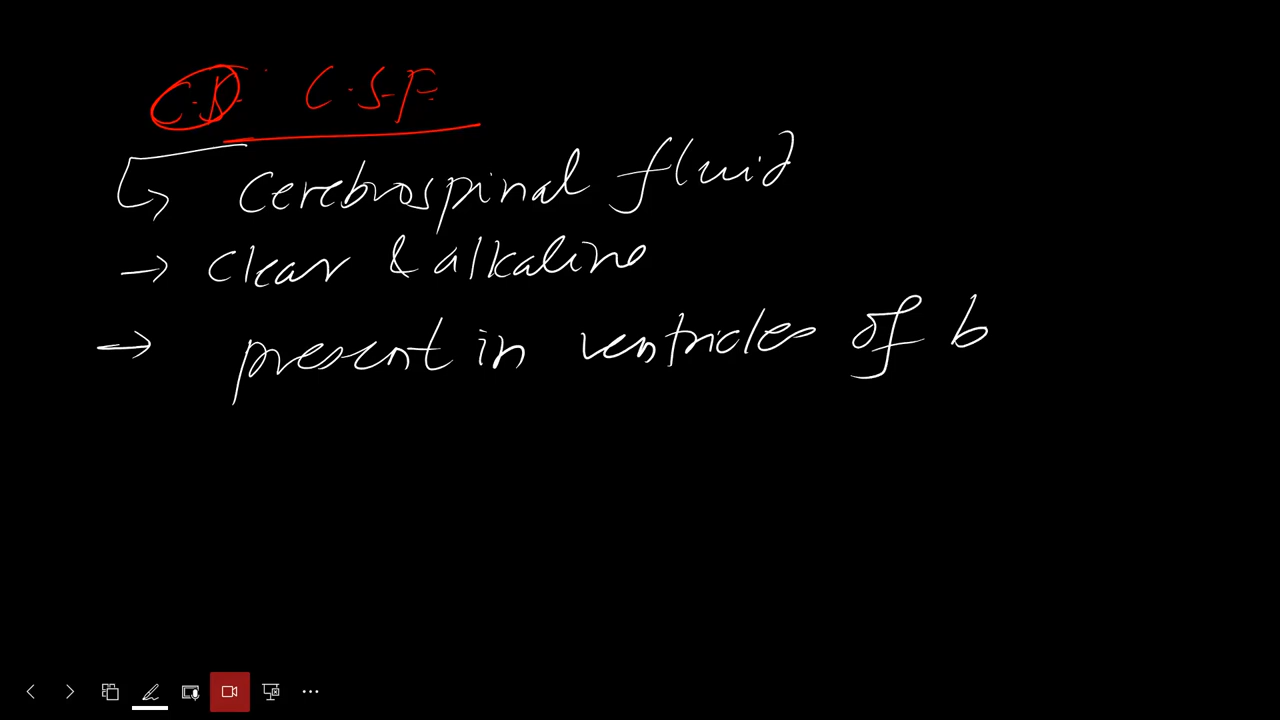 C.S.F.
Cerebrospinal fluid
→ clear & alkaline
→ present in ventricles of b